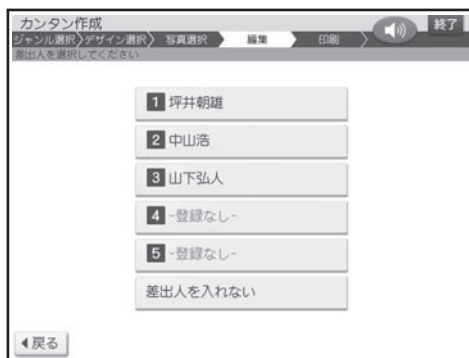 カンタン作成
終了
ジャンル選択 デザイン選択 写真選択 編集 印刷
差出人を選択してください
1 坪井朝雄
2 中山浩
3 山下弘人
4 -登録なし-
5 -登録なし-
差出人を入れない
戻る